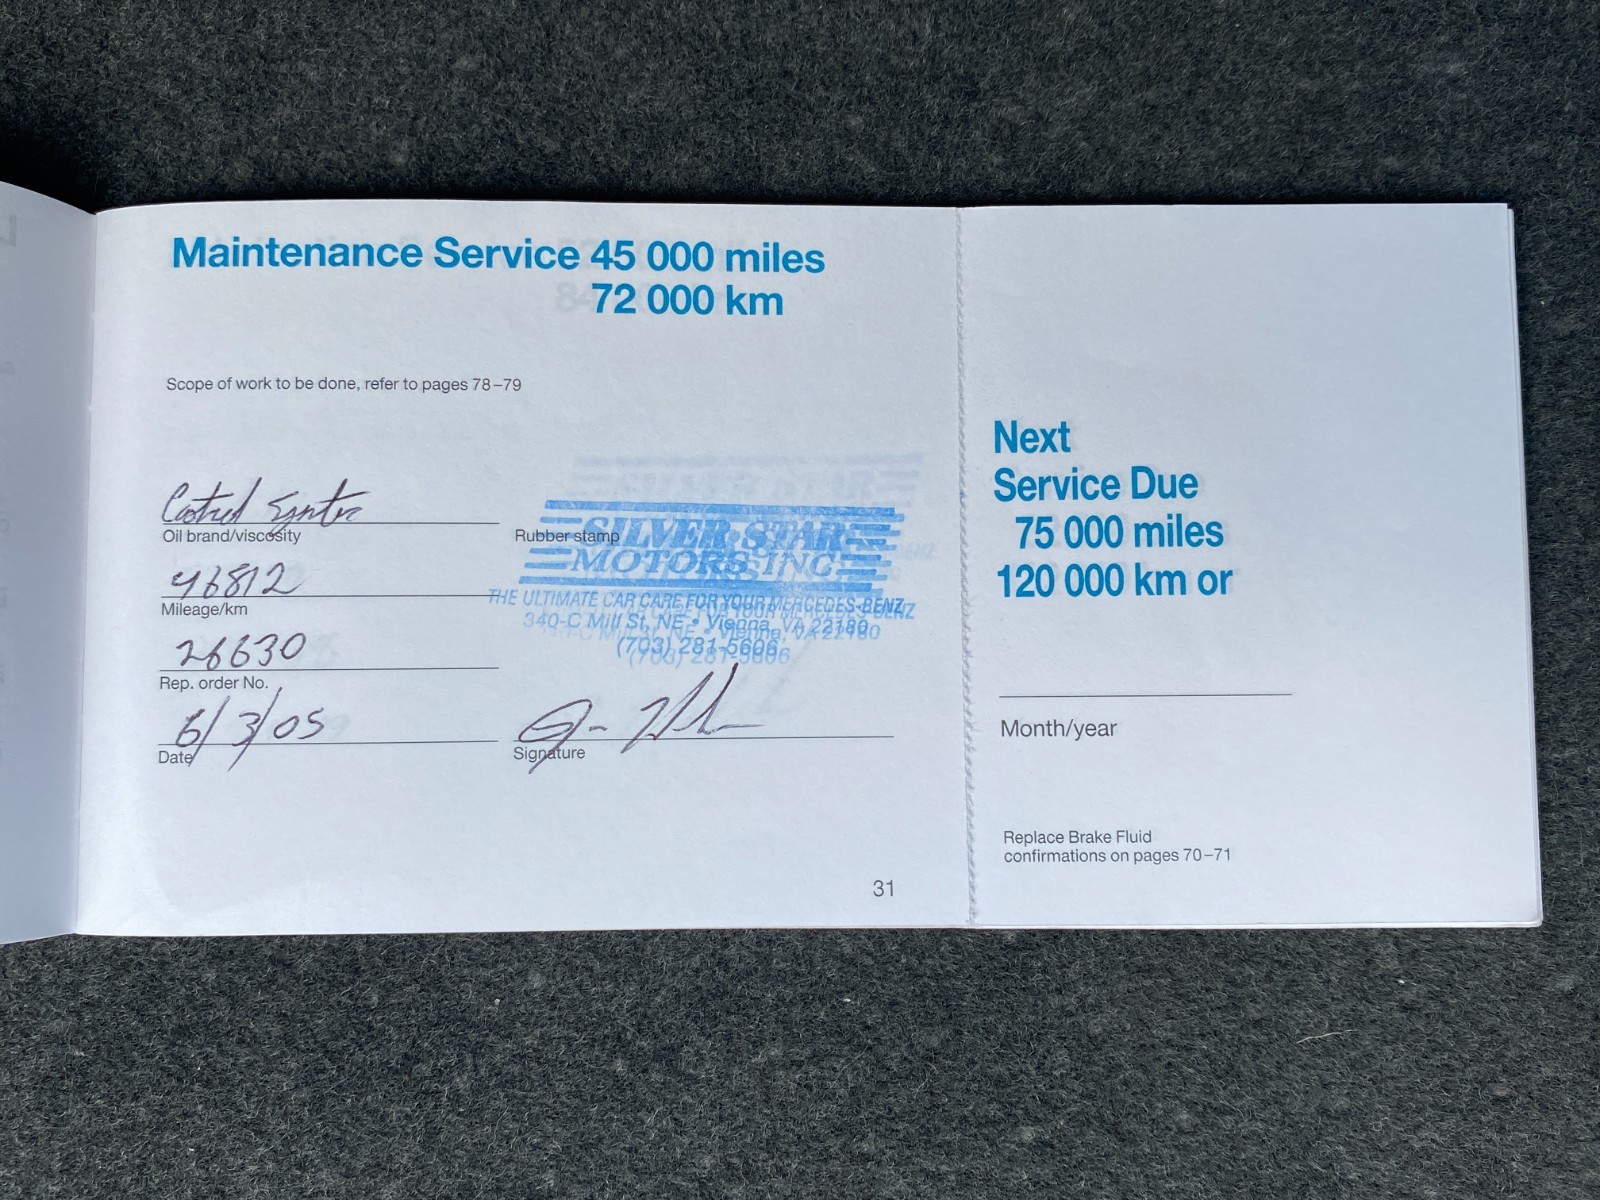 Maintenance Service 45 000 miles
72 000 km
Scope of work to be done, refer to pages 78–79
Castrol Syntec
Oil brand/viscosity
46812
Mileage/km
26630
Rep. order No.
6/3/05
Date
Rubber stamp
SILVER STAR
MOTORS, INC.
THE ULTIMATE CAR CARE FOR YOUR MERCEDES-BENZ
340-C Mill St, NE • Vienna, VA 22180
(703) 281-5606
Signature
31
Next
Service Due
75 000 miles
120 000 km or
Month/year
Replace Brake Fluid
confirmations on pages 70–71